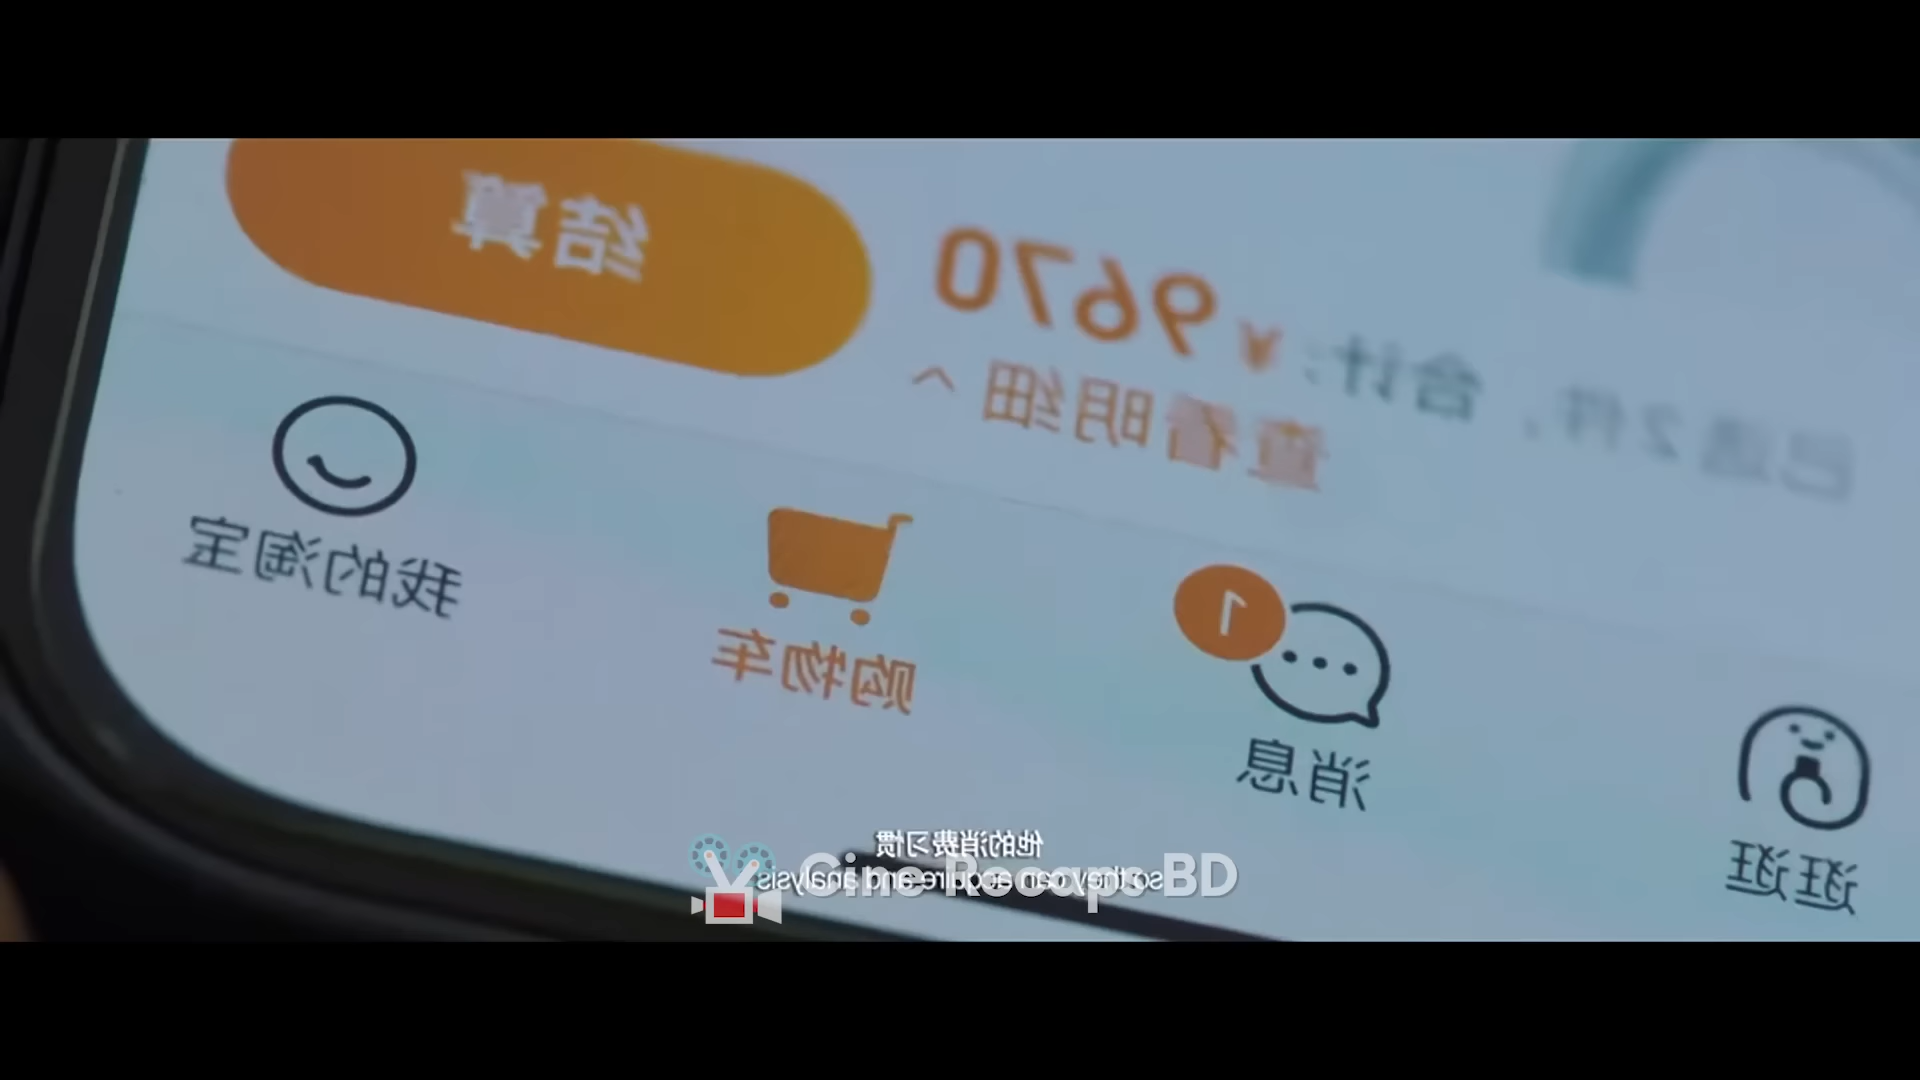 已选2件，合计: ￥9670
查看明细
结算
逛逛
消息
1
购物车
我的淘宝
他的消费习惯
so they can acquire and analysis
Cine Recaps BD